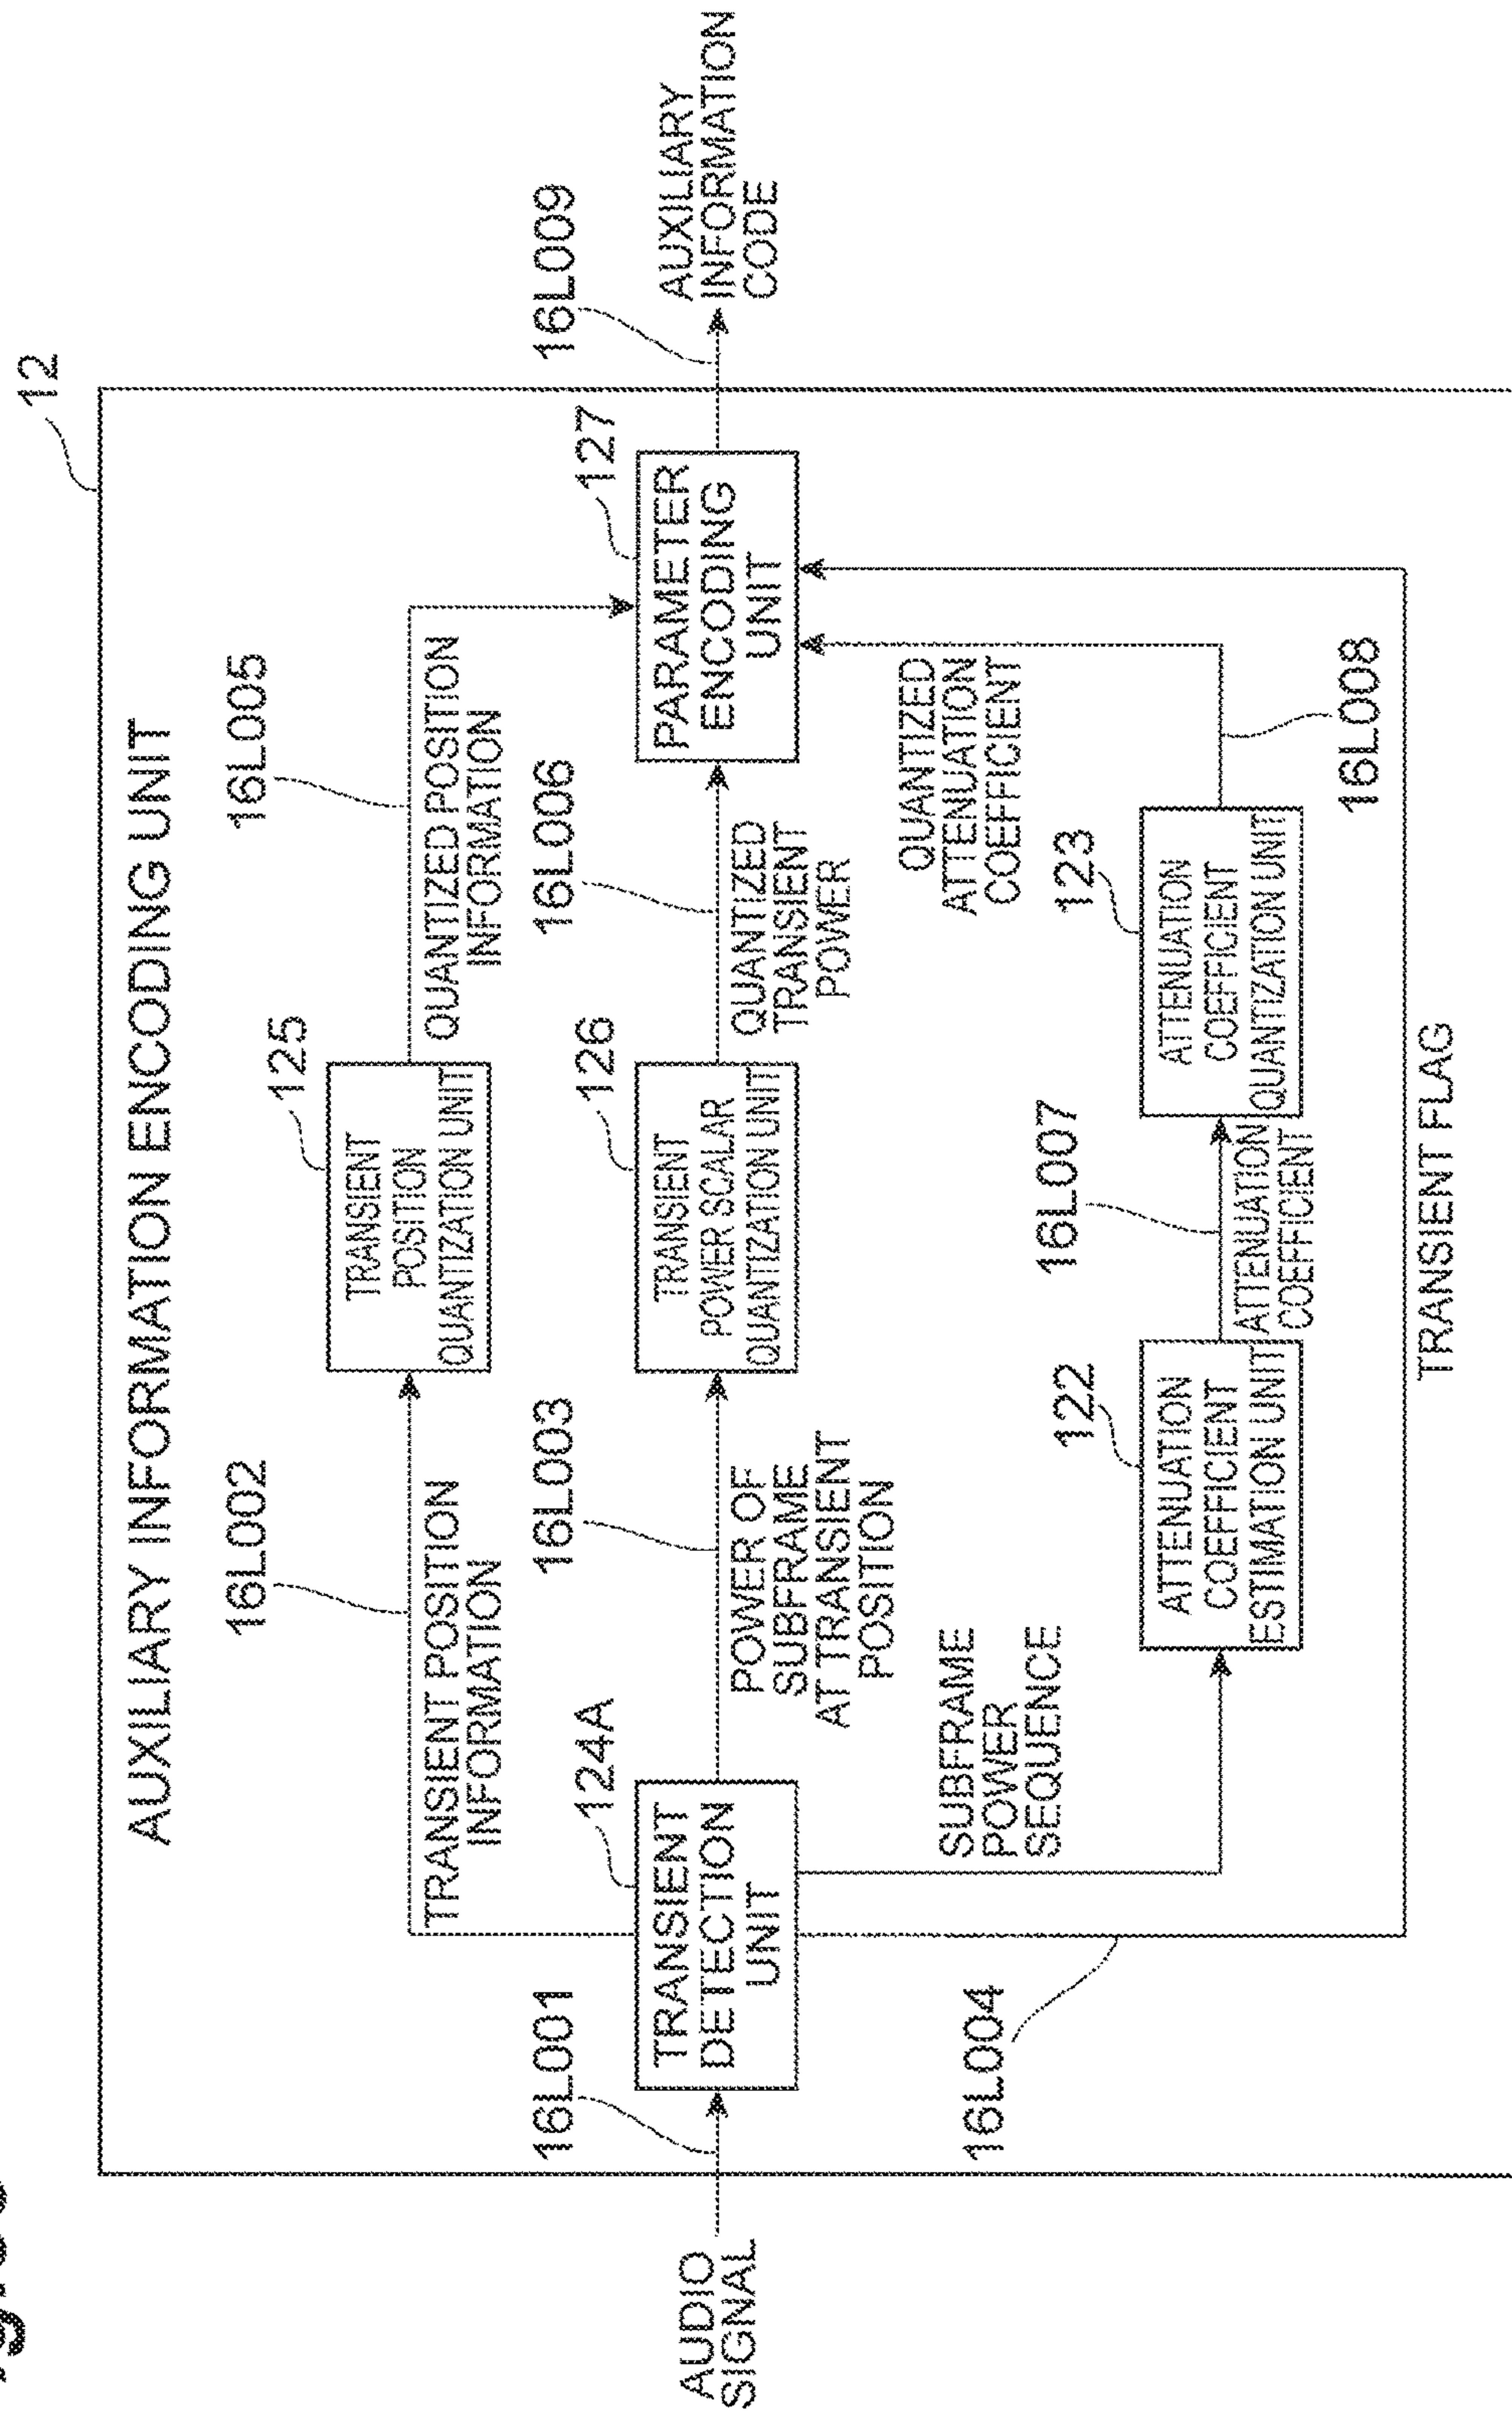 12
AUXILIARY INFORMATION ENCODING UNIT
16L002
TRANSIENT POSITION
INFORMATION
125
TRANSIENT
POSITION
QUANTIZATION UNIT
16L005
QUANTIZED POSITION
INFORMATION
AUDIO
SIGNAL
16L001
124A
TRANSIENT
DETECTION
UNIT
16L003
POWER OF
SUBFRAME
AT TRANSIENT
POSITION
126
TRANSIENT
POWER SCALAR
QUANTIZATION UNIT
16L006
QUANTIZED
TRANSIENT
POWER
127
PARAMETER
ENCODING
UNIT
16L009
AUXILIARY
INFORMATION
CODE
16L004
SUBFRAME
POWER
SEQUENCE
122
ATTENUATION
COEFFICIENT
ESTIMATION UNIT
16L007
ATTENUATION
COEFFICIENT
123
ATTENUATION
COEFFICIENT
QUANTIZATION UNIT
QUANTIZED
ATTENUATION
COEFFICIENT
16L008
TRANSIENT FLAG